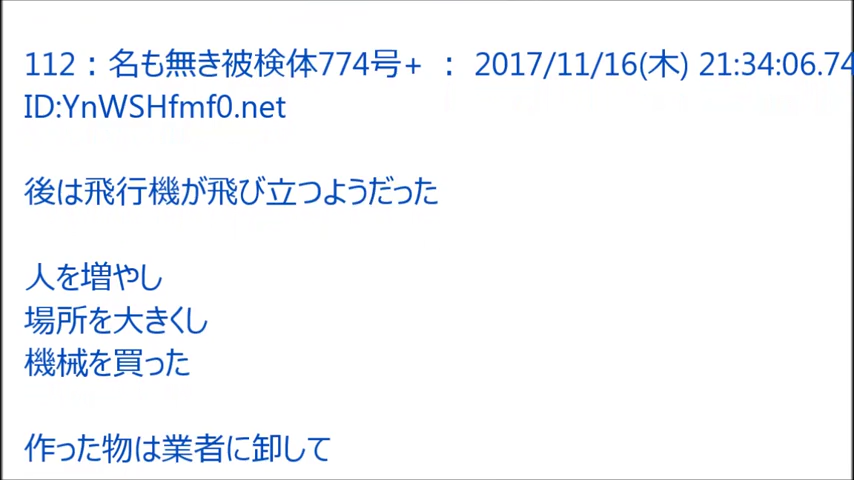 112：名も無き被検体774号+ ： 2017/11/16(木) 21:34:06.74
ID:YnWSHfmf0.net
後は飛行機が飛び立つようだった
人を増やし
場所を大きくし
機械を買った
作った物は業者に卸して